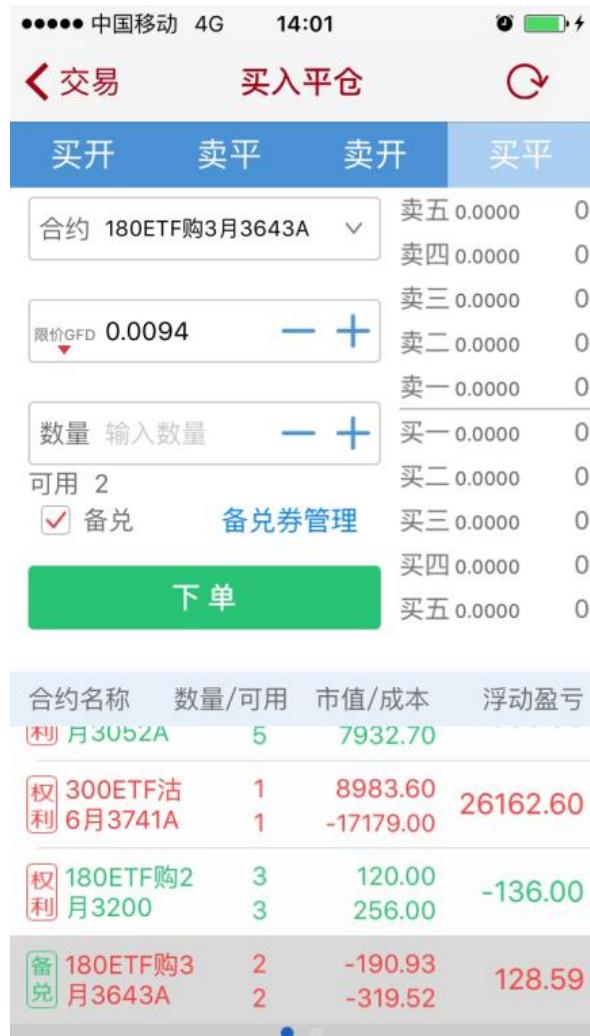 中国移动 4G 14:01
交易 买入平仓
买开 卖平 卖开 买平
合约 180ETF购3月3643A
卖五 0.0000 0
卖四 0.0000 0
卖三 0.0000 0
限价GFD 0.0094
卖二 0.0000 0
卖一 0.0000 0
数量 输入数量
买一 0.0000 0
可用 2
买二 0.0000 0
备兑 备兑券管理
买三 0.0000 0
买四 0.0000 0
下单
买五 0.0000 0
合约名称 数量/可用 市值/成本 浮动盈亏
利 月3052A 5 7932.70
权利 300ETF沽 1 8983.60 26162.60
6月3741A 1 -17179.00
权利 180ETF购2 3 120.00 -136.00
月3200 3 256.00
备兑 180ETF购3 2 -190.93 128.59
月3643A 2 -319.52